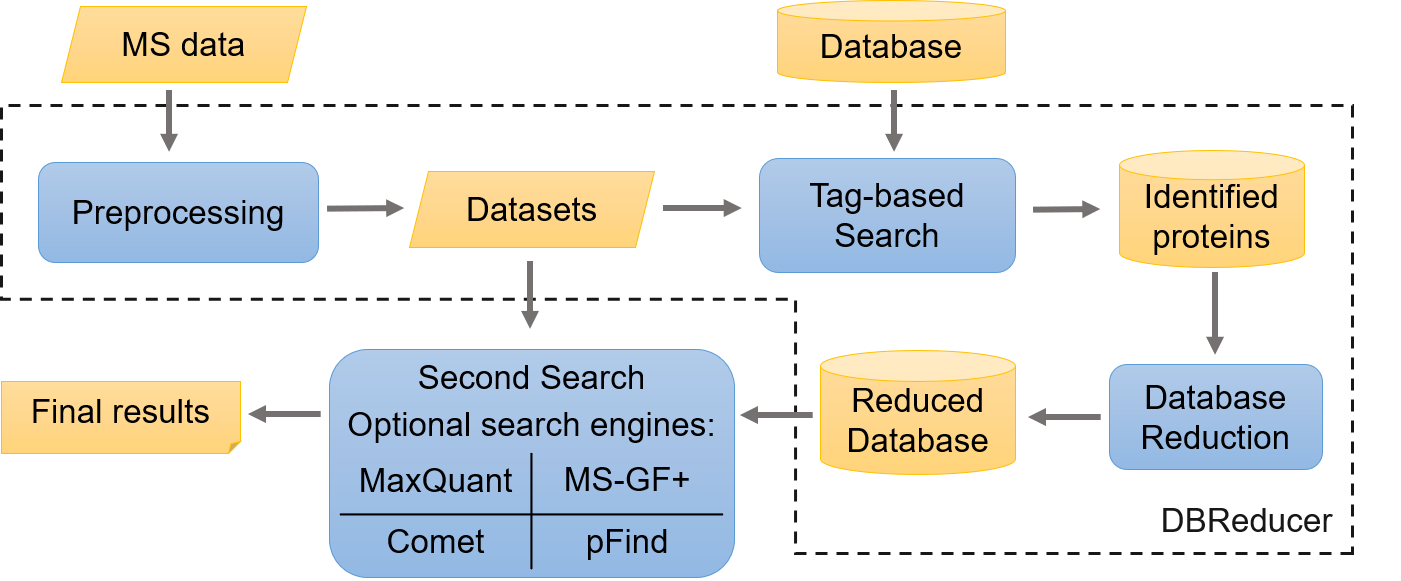 MS data
Database
Preprocessing
Datasets
Tag-based
Search
Identified
proteins
Final results
Second Search
Optional search engines:
MaxQuant
MS-GF+
Comet
pFind
Reduced
Database
Database
Reduction
DBReducer